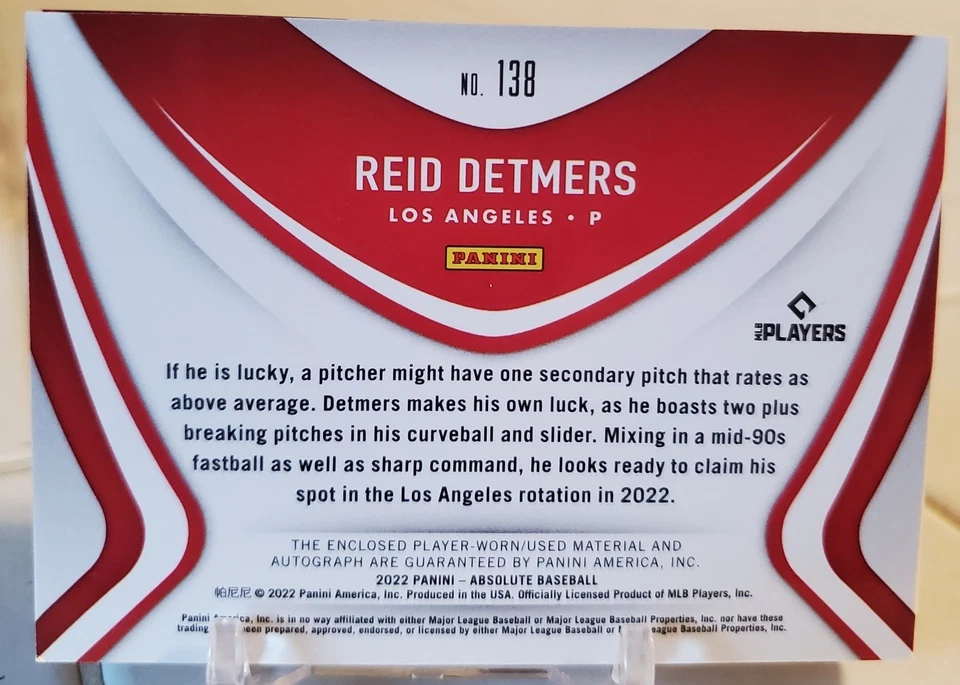 NO. 138
REID DETMERS
LOS ANGELES • P
PANINI
MLB PLAYERS
If he is lucky, a pitcher might have one secondary pitch that rates as
above average. Detmers makes his own luck, as he boasts two plus
breaking pitches in his curveball and slider. Mixing in a mid-90s
fastball as well as sharp command, he looks ready to claim his
spot in the Los Angeles rotation in 2022.
THE ENCLOSED PLAYER-WORN/USED MATERIAL AND
AUTOGRAPH ARE GUARANTEED BY PANINI AMERICA, INC.
2022 PANINI – ABSOLUTE BASEBALL
帕尼尼 © 2022 Panini America, Inc. Produced in the USA. Officially Licensed Product of MLB Players, Inc.
Panini America, Inc. is in no way affiliated with either Major League Baseball or Major League Baseball Properties, Inc. nor have these
trading been prepared, approved, endorsed, or licensed by either Major League Baseball or League Baseball Properties, Inc.